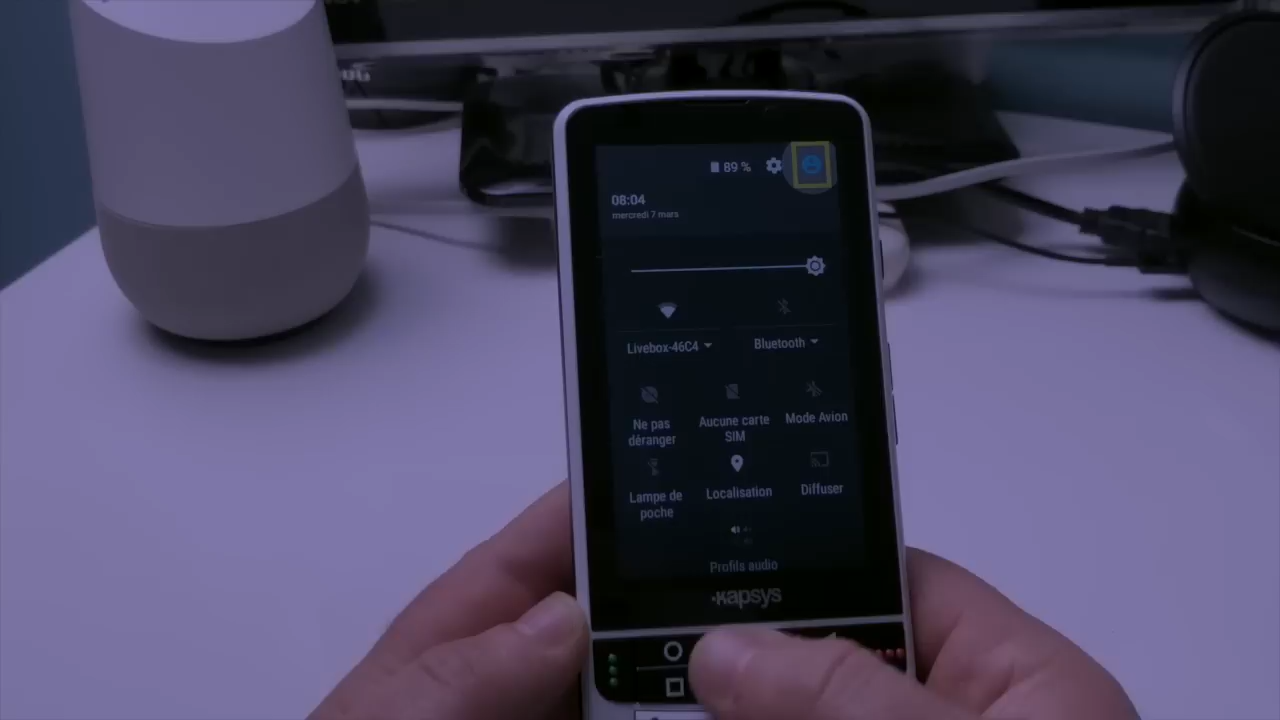 89 %
08:04
mercredi 7 mars
Livebox-46C4
Bluetooth
Ne pas
déranger
Aucune carte
SIM
Mode Avion
Lampe de
poche
Localisation
Diffuser
Profils audio
kapsys